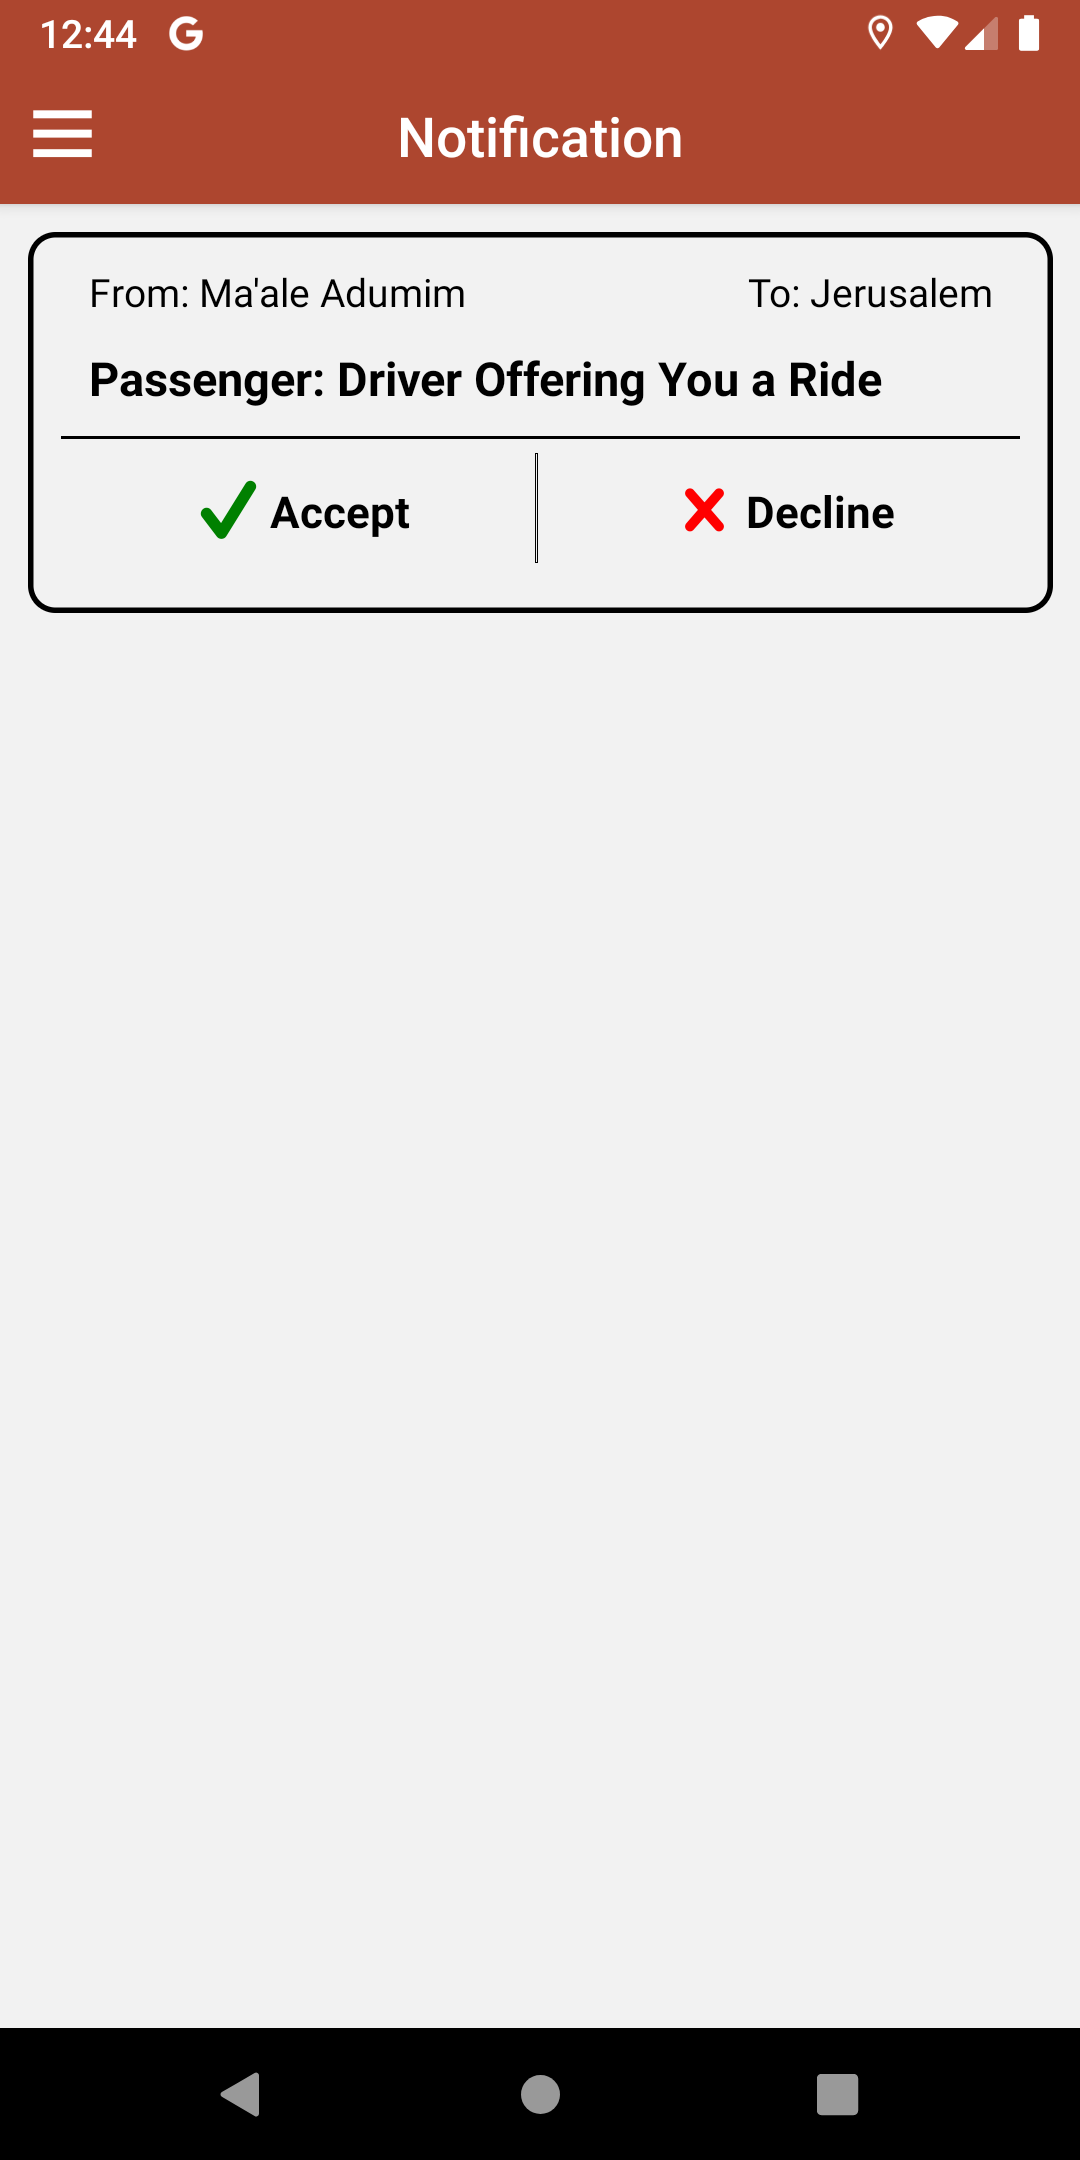 12:44 G
Notification
From: Ma'ale Adumim To: Jerusalem
Passenger: Driver Offering You a Ride
Accept Decline